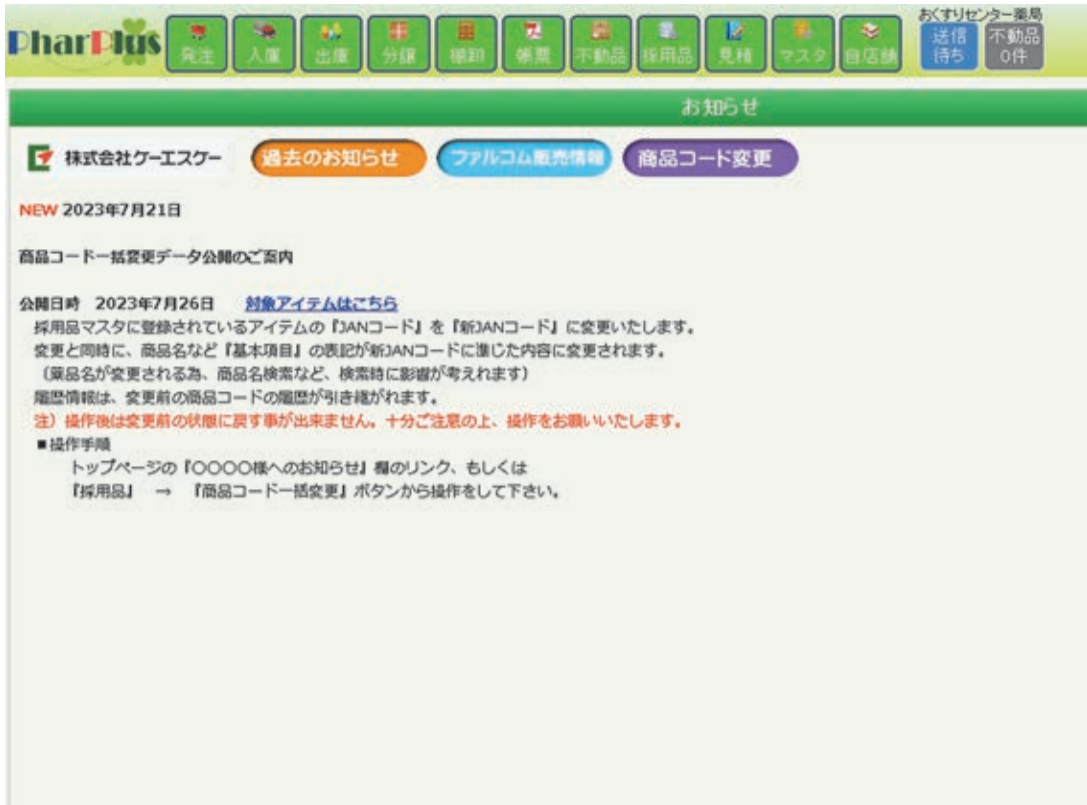 PharPlus
発注 入庫 出庫 分譲 棚卸 帳票 不動品 採用品 見積 マスタ 自店舗
おくすりセンター薬局
送信待ち
不動品
0件
お知らせ
株式会社ケーエスケー
過去のお知らせ
ファルコム販売情報
商品コード変更
NEW 2023年7月21日
商品コード一括変更データ公開のご案内
公開日時 2023年7月26日 対象アイテムはこちら
採用品マスタに登録されているアイテムの『JANコード』を『新JANコード』に変更いたします。
変更と同時に、商品名など『基本項目』の表記が新JANコードに準じた内容に変更されます。
（薬品名が変更される為、商品名検索など、検索時に影響が考えれます）
履歴情報は、変更前の商品コードの履歴が引き継がれます。
注）操作後は変更前の状態に戻す事が出来ません。十分ご注意の上、操作をお願いいたします。
■操作手順
トップページの『〇〇〇〇様へのお知らせ』欄のリンク、もしくは
『採用品』 → 『商品コード一括変更』ボタンから操作をして下さい。